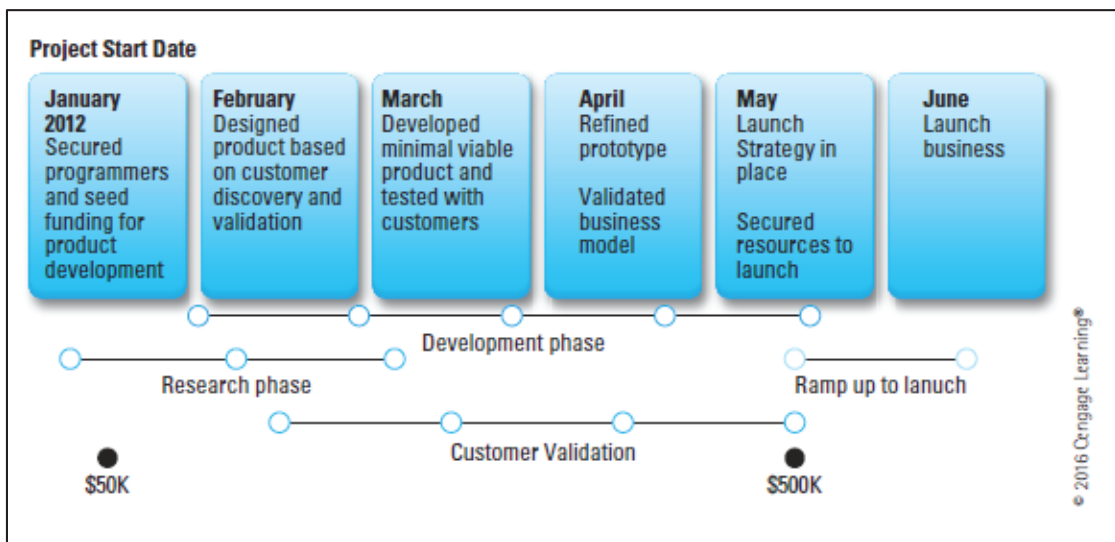 Project Start Date
January
2012
Secured
programmers
and seed
funding for
product
development
February
Designed
product based
on customer
discovery and
validation
March
Developed
minimal viable
product and
tested with
customers
April
Refined
prototype
Validated
business
model
May
Launch
Strategy in
place
Secured
resources to
launch
June
Launch
business
Development phase
Research phase
Ramp up to lanuch
Customer Validation
$50K
$500K
© 2016 Cengage Learning®